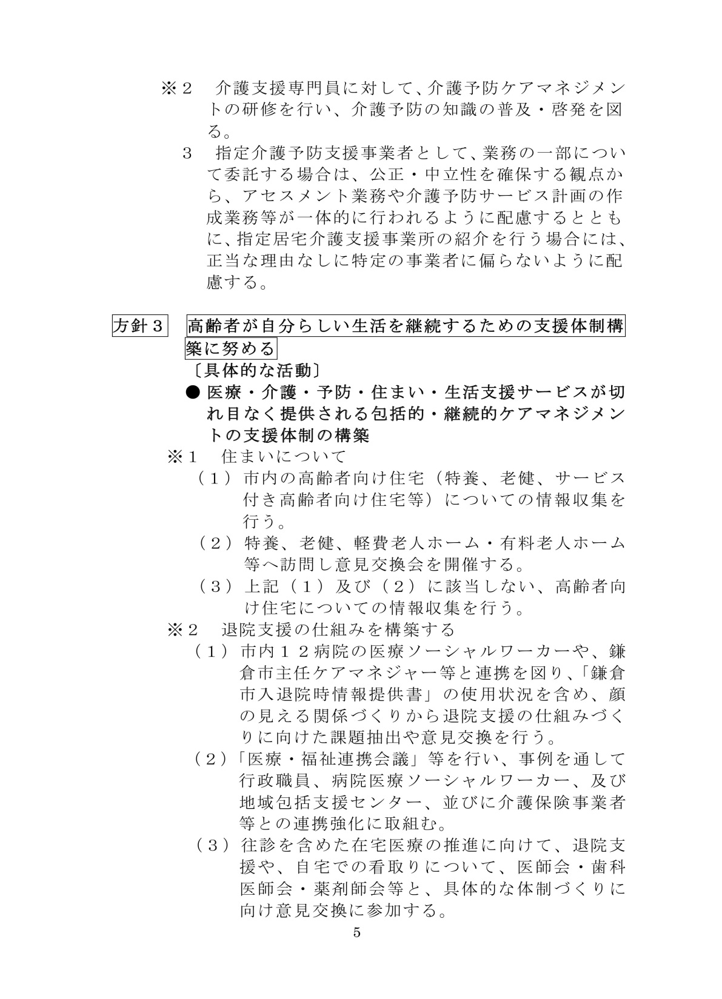 ※２　介護支援専門員に対して、介護予防ケアマネジメン
トの研修を行い、介護予防の知識の普及・啓発を図
る。
３　指定介護予防支援事業者として、業務の一部につい
て委託する場合は、公正・中立性を確保する観点か
ら、アセスメント業務や介護予防サービス計画の作
成業務等が一体的に行われるように配慮するととも
に、指定居宅介護支援事業所の紹介を行う場合には、
正当な理由なしに特定の事業者に偏らないように配
慮する。
方針３　高齢者が自分らしい生活を継続するための支援体制構
築に努める
〔具体的な活動〕
●医療・介護・予防・住まい・生活支援サービスが切
れ目なく提供される包括的・継続的ケアマネジメン
トの支援体制の構築
※１　住まいについて
（１）市内の高齢者向け住宅（特養、老健、サービス
付き高齢者向け住宅等）についての情報収集を
行う。
（２）特養、老健、軽費老人ホーム・有料老人ホーム
等へ訪問し意見交換会を開催する。
（３）上記（１）及び（２）に該当しない、高齢者向
け住宅についての情報収集を行う。
※２　退院支援の仕組みを構築する
（１）市内１２病院の医療ソーシャルワーカーや、鎌
倉市主任ケアマネジャー等と連携を図り、「鎌倉
市入退院時情報提供書」の使用状況を含め、顔
の見える関係づくりから退院支援の仕組みづく
りに向けた課題抽出や意見交換を行う。
（２）「医療・福祉連携会議」等を行い、事例を通して
行政職員、病院医療ソーシャルワーカー、及び
地域包括支援センター、並びに介護保険事業者
等との連携強化に取組む。
（３）往診を含めた在宅医療の推進に向けて、退院支
援や、自宅での看取りについて、医師会・歯科
医師会・薬剤師会等と、具体的な体制づくりに
向け意見交換に参加する。
5